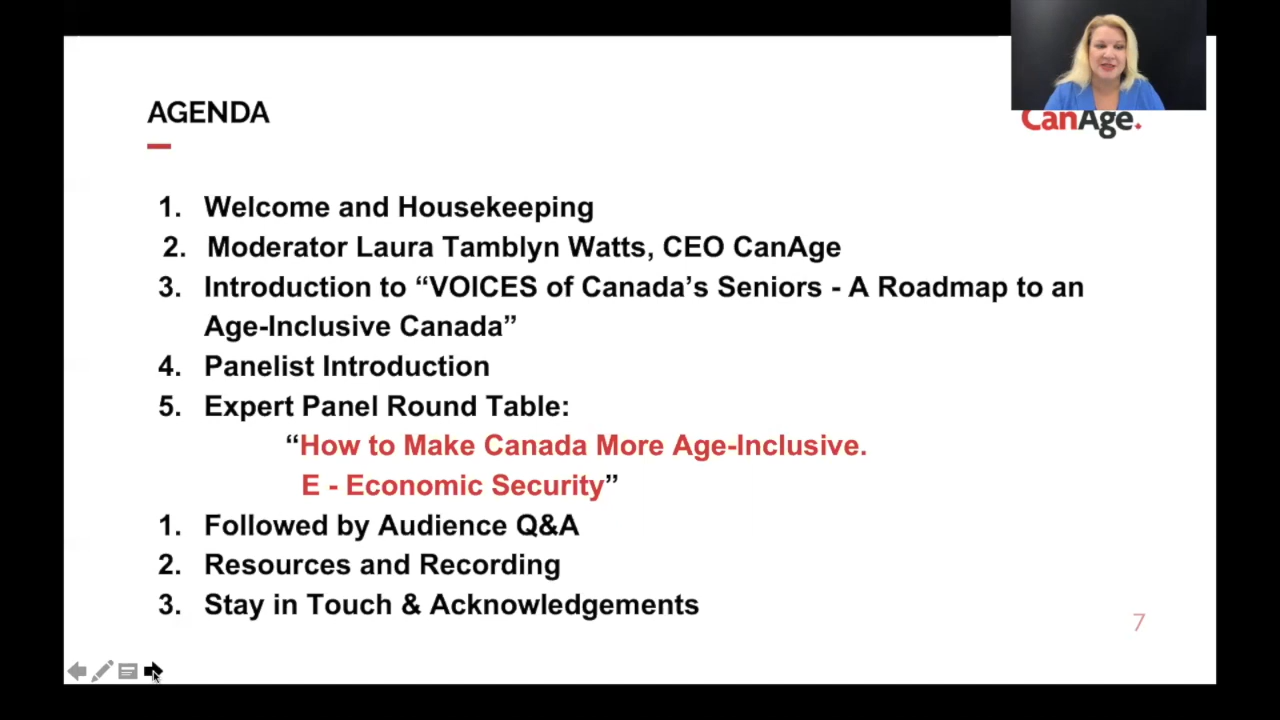 AGENDA
CanAge.
1. Welcome and Housekeeping
2. Moderator Laura Tamblyn Watts, CEO CanAge
3. Introduction to “VOICES of Canada’s Seniors - A Roadmap to an
Age-Inclusive Canada”
4. Panelist Introduction
5. Expert Panel Round Table:
“How to Make Canada More Age-Inclusive.
E - Economic Security”
1. Followed by Audience Q&A
2. Resources and Recording
3. Stay in Touch & Acknowledgements
7